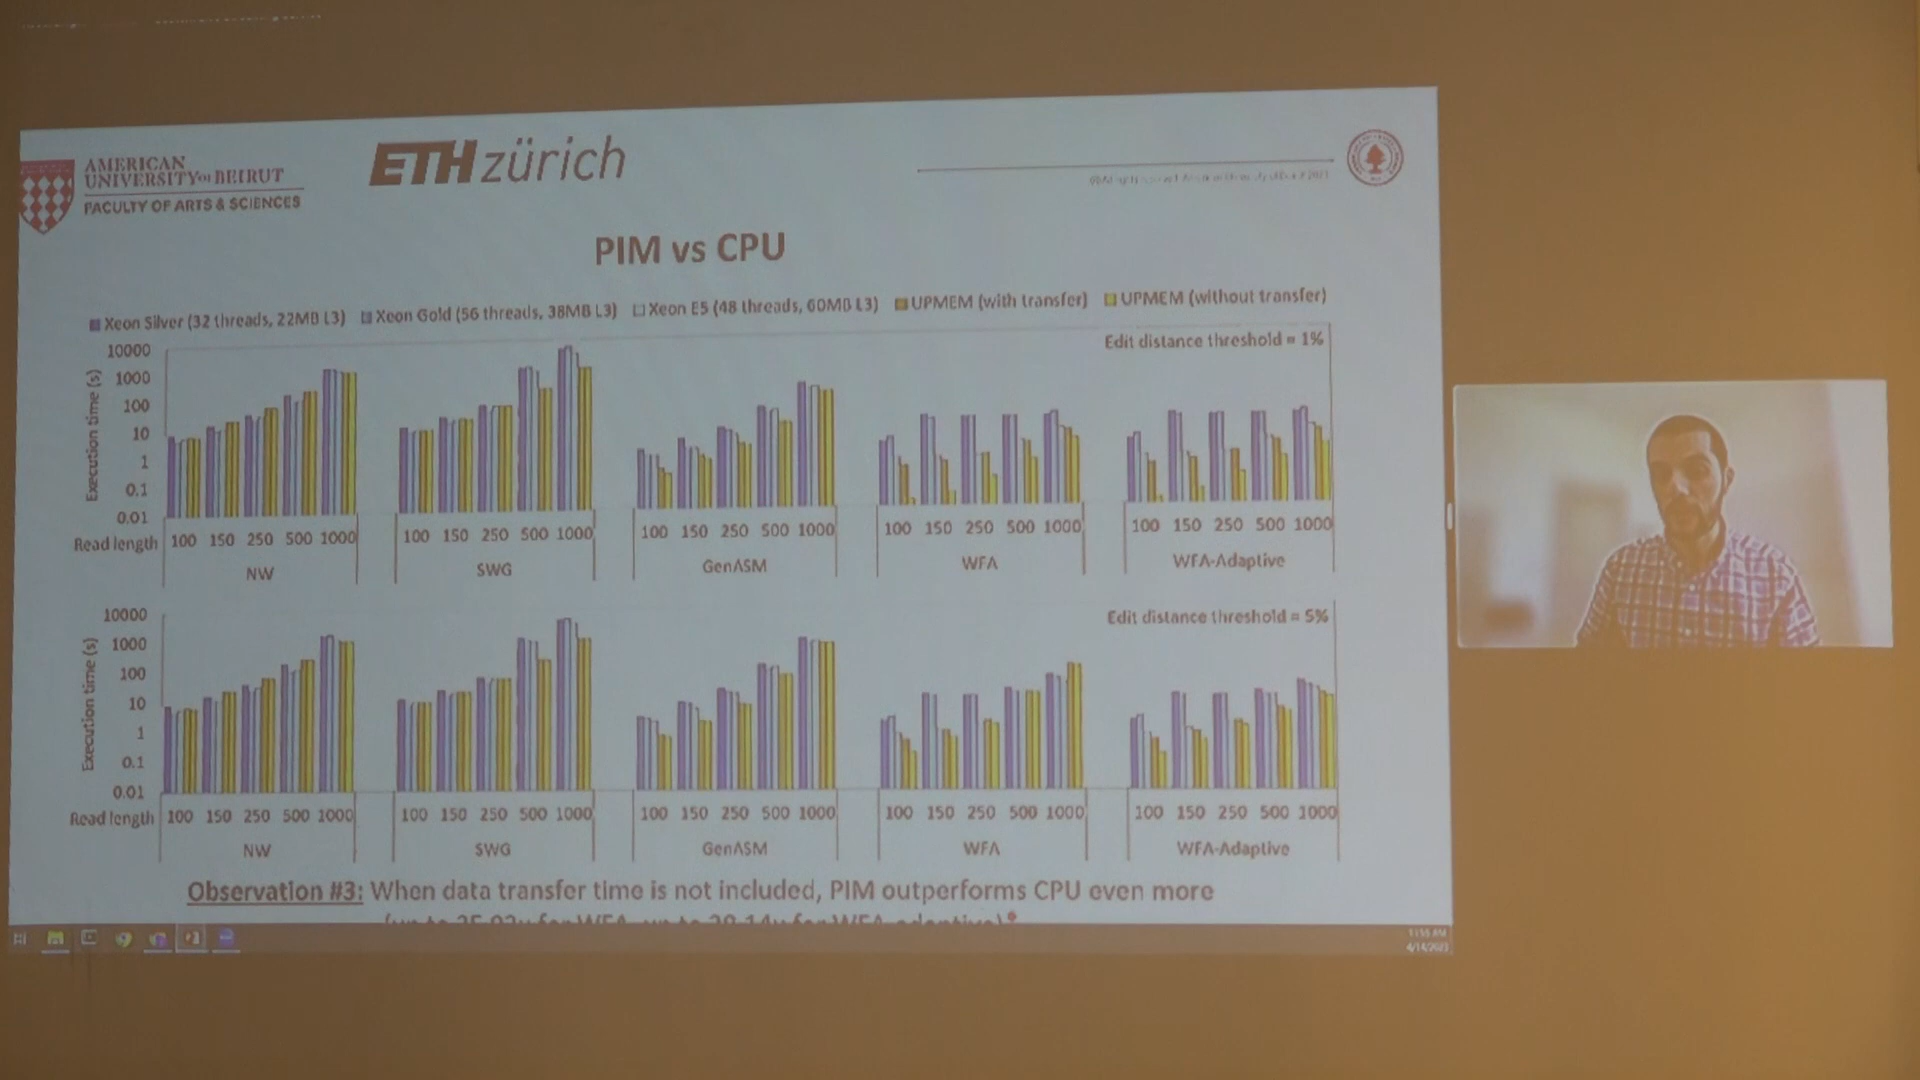 AMERICAN
UNIVERSITY OF BEIRUT
FACULTY OF ARTS & SCIENCES
ETH zürich
PIM vs CPU
Xeon Silver (32 threads, 22MB L3) Xeon Gold (56 threads, 38MB L3) Xeon E5 (48 threads, 60MB L3) UPMEM (with transfer) UPMEM (without transfer)
Edit distance threshold = 1%
Execution time (s)
10000
1000
100
10
1
0.1
0.01
Read length 100 150 250 500 1000 100 150 250 500 1000 100 150 250 500 1000 100 150 250 500 1000 100 150 250 500 1000
NW SWG GenASM WFA WFA-Adaptive
Edit distance threshold = 5%
Execution time (s)
10000
1000
100
10
1
0.1
0.01
Read length 100 150 250 500 1000 100 150 250 500 1000 100 150 250 500 1000 100 150 250 500 1000 100 150 250 500 1000
NW SWG GenASM WFA WFA-Adaptive
Observation #3: When data transfer time is not included, PIM outperforms CPU even more
11:55 AM
4/14/2023